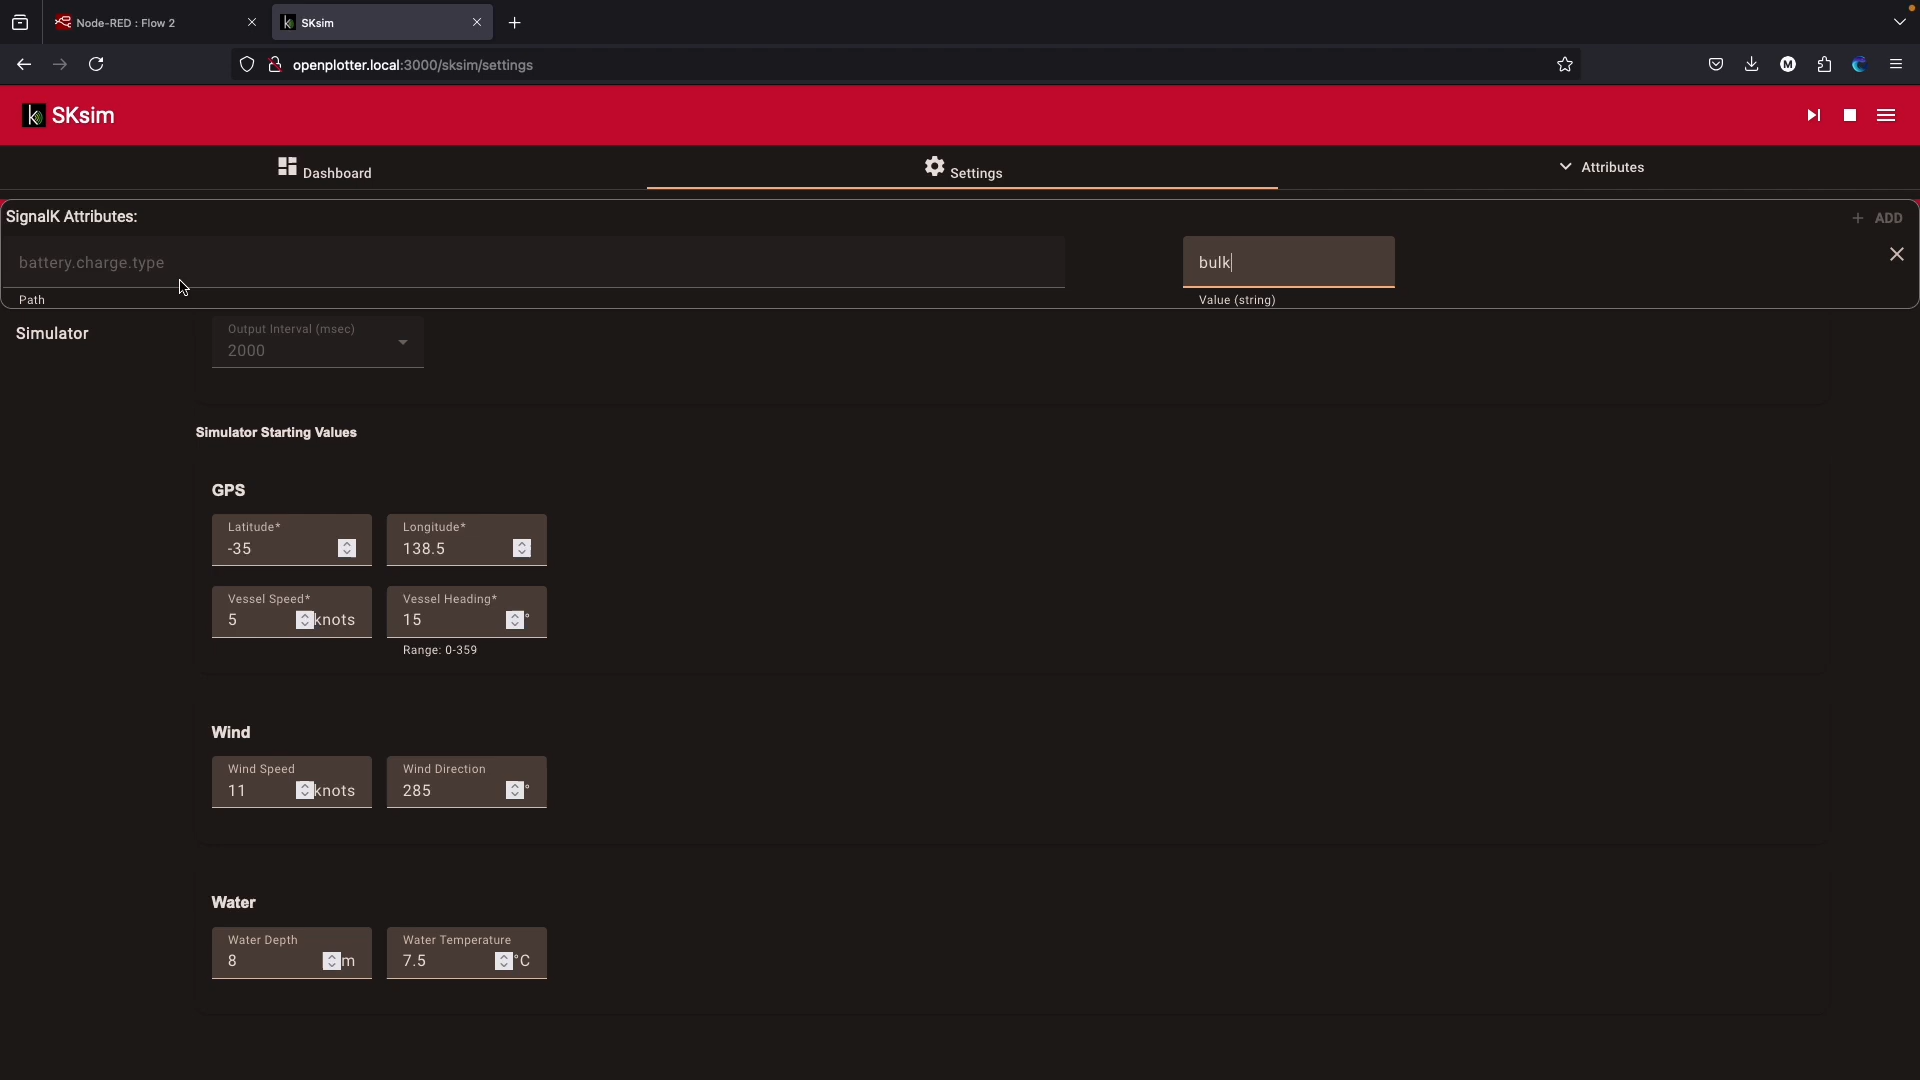 Node-RED : Flow 2
SKsim
openplotter.local:3000/sksim/settings
M
SKsim
Dashboard
Settings
Attributes
SignalK Attributes:
ADD
battery.charge.type
bulk
Path
Value (string)
Simulator
Output Interval (msec)
2000
Simulator Starting Values
GPS
Latitude*
Longitude*
-35
138.5
Vessel Speed*
Vessel Heading*
5 knots
15 °
Range: 0-359
Wind
Wind Speed
Wind Direction
11 knots
285 °
Water
Water Depth
Water Temperature
8 m
7.5 °C